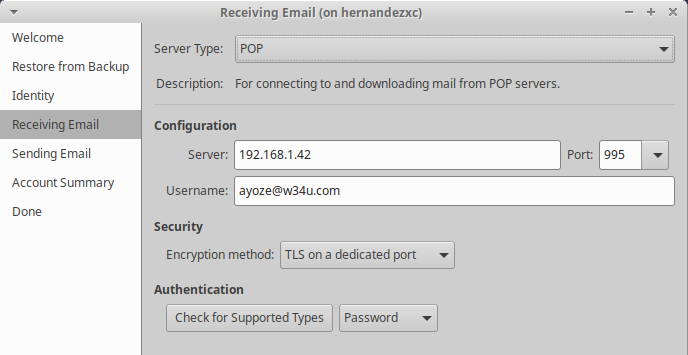 Receiving Email (on hernandezxc)
Welcome
Restore from Backup
Identity
Receiving Email
Sending Email
Account Summary
Done
Server Type: POP
Description: For connecting to and downloading mail from POP servers.
Configuration
Server: 192.168.1.42 Port: 995
Username: ayoze@w34u.com
Security
Encryption method: TLS on a dedicated port
Authentication
Check for Supported Types Password